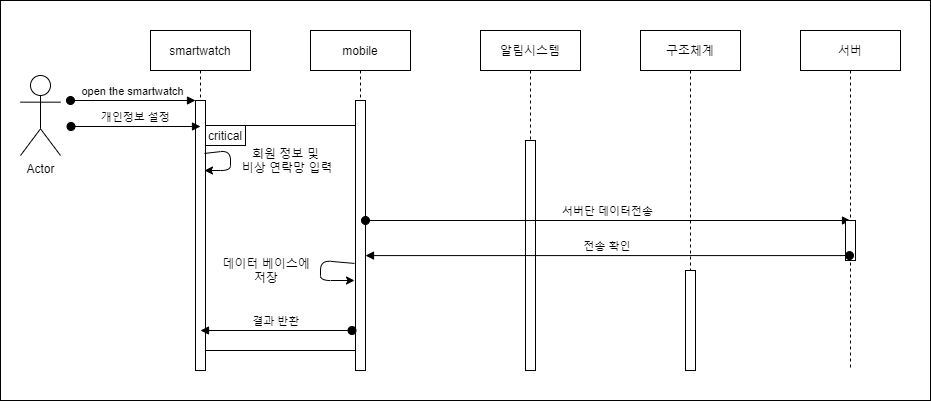 smartwatch
mobile
알림시스템
구조체계
서버
open the smartwatch
개인정보 설정
Actor
critical
회원 정보 및
비상 연락망 입력
서버단 데이터전송
전송 확인
데이터 베이스에
저장
결과 반환